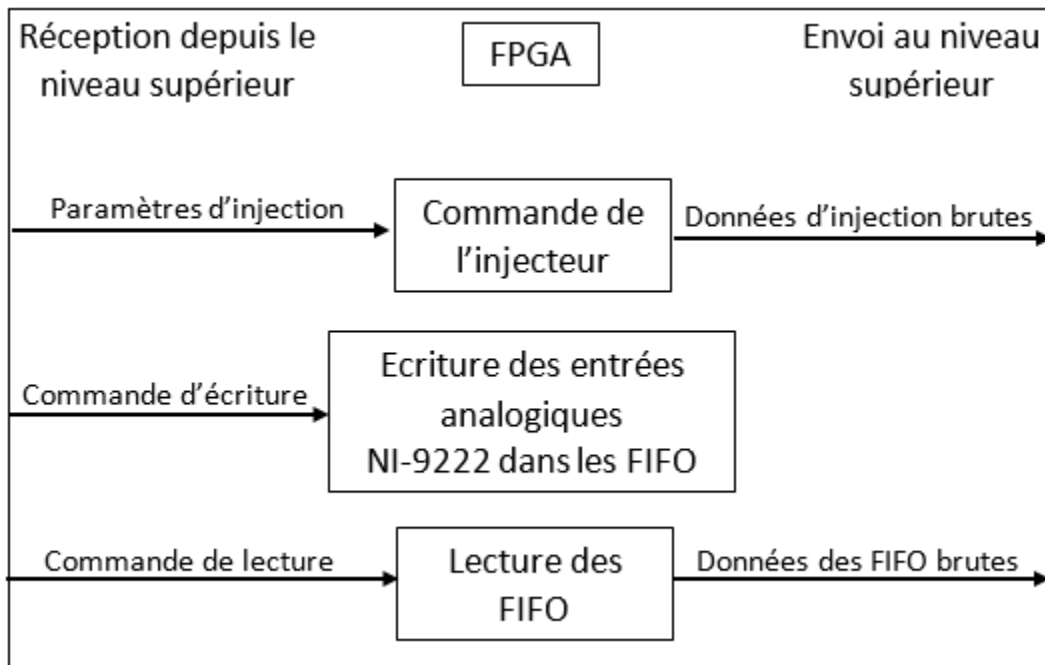 Réception depuis le
niveau supérieur
FPGA
Envoi au niveau
supérieur
Paramètres d'injection
Commande de
l'injecteur
Données d'injection brutes
Commande d'écriture
Ecriture des entrées
analogiques
NI-9222 dans les FIFO
Commande de lecture
Lecture des
FIFO
Données des FIFO brutes